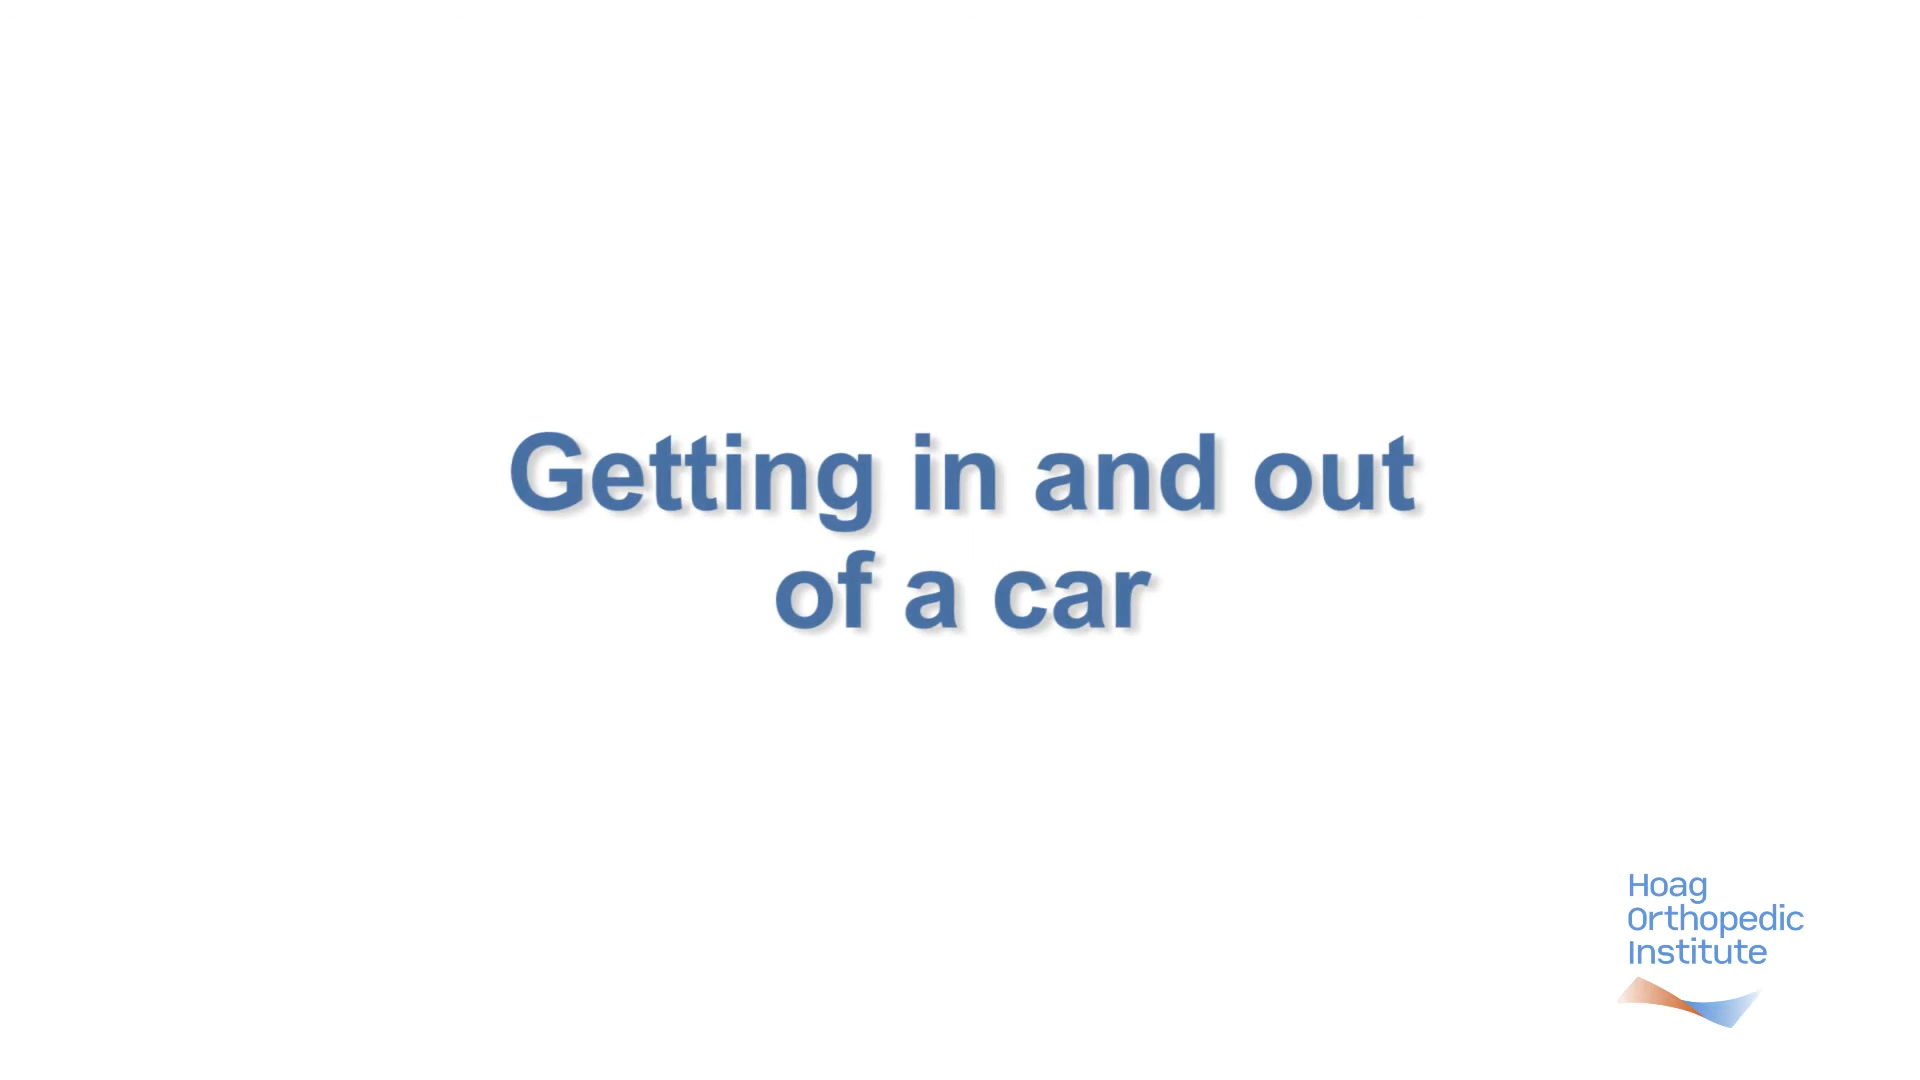 Getting in and out
of a car
Hoag
Orthopedic
Institute